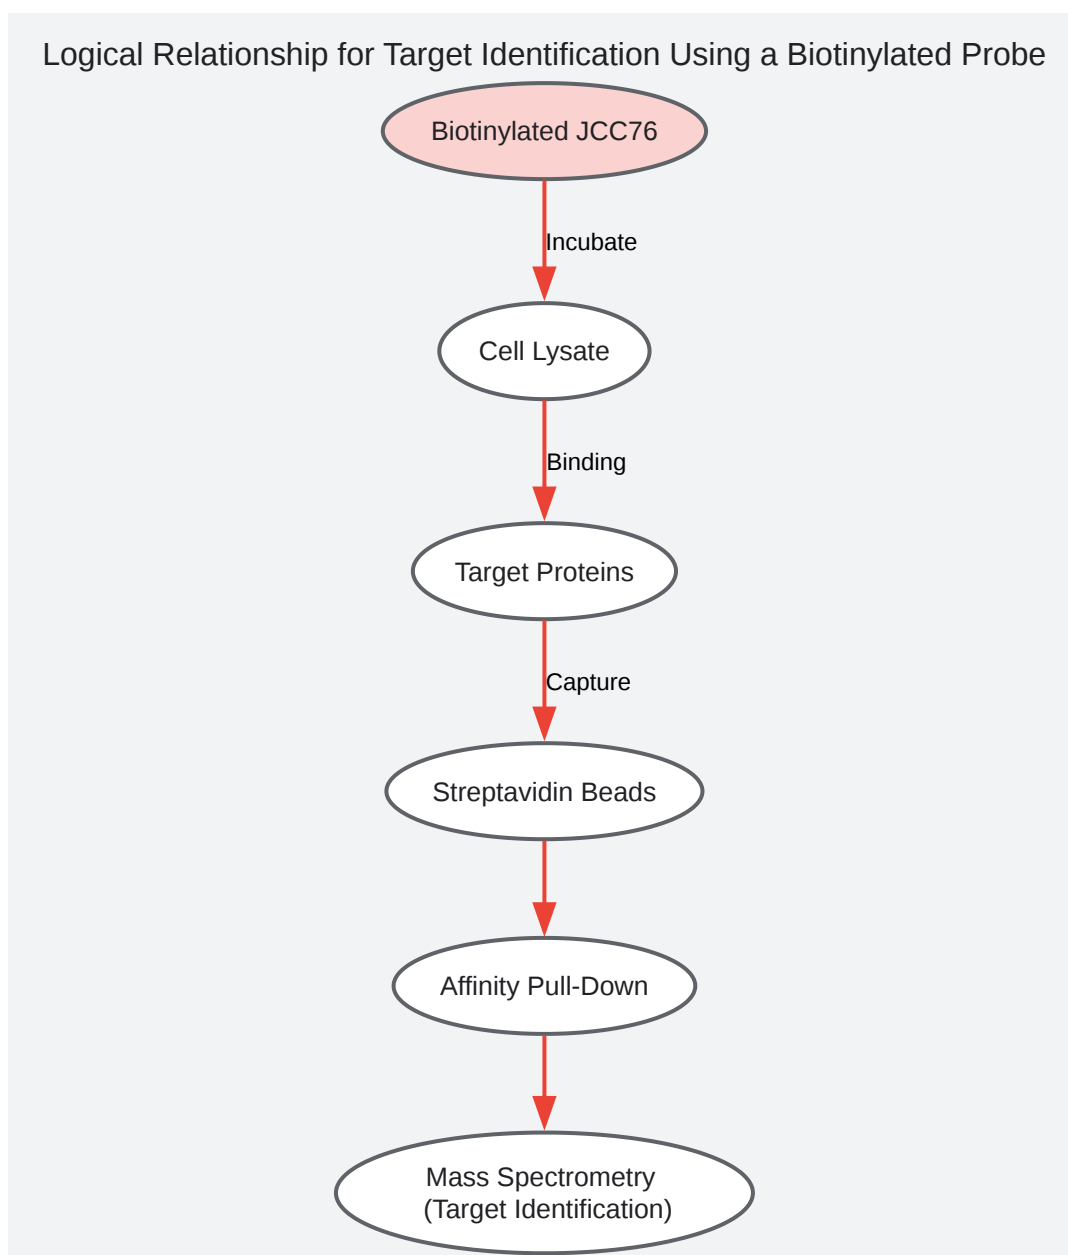 Logical Relationship for Target Identification Using a Biotinylated Probe
Biotinylated JCC76
Incubate
Cell Lysate
Binding
Target Proteins
Capture
Streptavidin Beads
Affinity Pull-Down
Mass Spectrometry
(Target Identification)